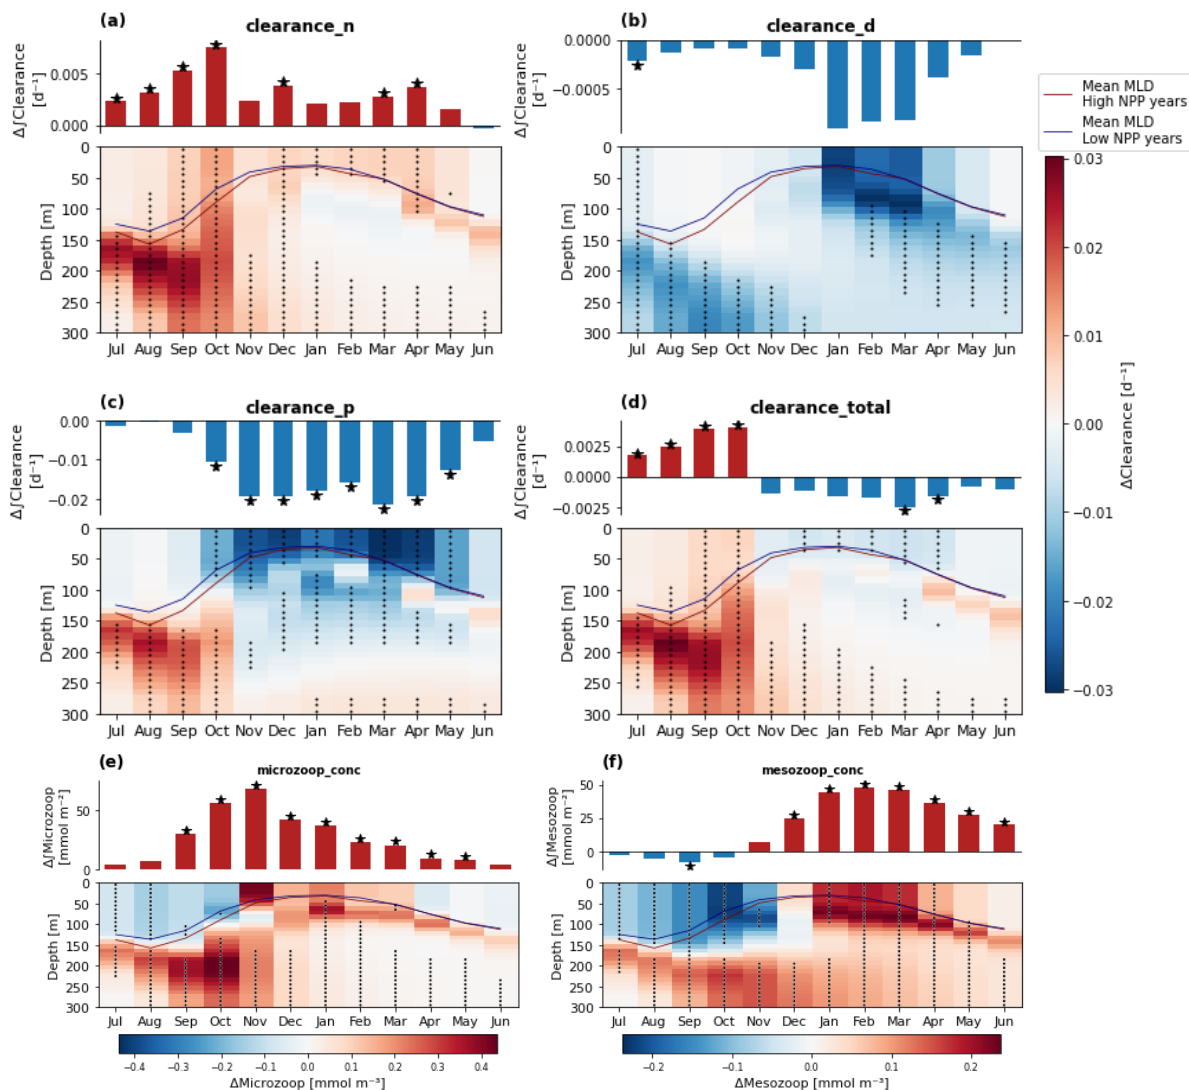 (a)
clearance_n
Δ∫Clearance
[d⁻¹]
0.005
0.000
Depth [m]
0
50
100
150
200
250
300
Jul Aug Sep Oct Nov Dec Jan Feb Mar Apr May Jun
(b)
clearance_d
Δ∫Clearance
[d⁻¹]
0.0000
−0.0005
Depth [m]
0
50
100
150
200
250
300
Jul Aug Sep Oct Nov Dec Jan Feb Mar Apr May Jun
Mean MLD
High NPP years
Mean MLD
Low NPP years
0.03
0.02
0.01
0.00
−0.01
−0.02
−0.03
ΔClearance [d⁻¹]
(c)
clearance_p
Δ∫Clearance
[d⁻¹]
0.00
−0.01
−0.02
Depth [m]
0
50
100
150
200
250
300
Jul Aug Sep Oct Nov Dec Jan Feb Mar Apr May Jun
(d)
clearance_total
Δ∫Clearance
[d⁻¹]
0.0025
0.0000
−0.0025
Depth [m]
0
50
100
150
200
250
300
Jul Aug Sep Oct Nov Dec Jan Feb Mar Apr May Jun
(e)
microzoop_conc
Δ∫Microzoop
[mmol m⁻²]
50
0
Depth [m]
0
50
100
150
200
250
300
Jul Aug Sep Oct Nov Dec Jan Feb Mar Apr May Jun
−0.4 −0.3 −0.2 −0.1 0.0 0.1 0.2 0.3 0.4
ΔMicrozoop [mmol m⁻³]
(f)
mesozoop_conc
Δ∫Mesozoop
[mmol m⁻²]
50
25
0
Depth [m]
0
50
100
150
200
250
300
Jul Aug Sep Oct Nov Dec Jan Feb Mar Apr May Jun
−0.2 −0.1 0.0 0.1 0.2
ΔMesozoop [mmol m⁻³]